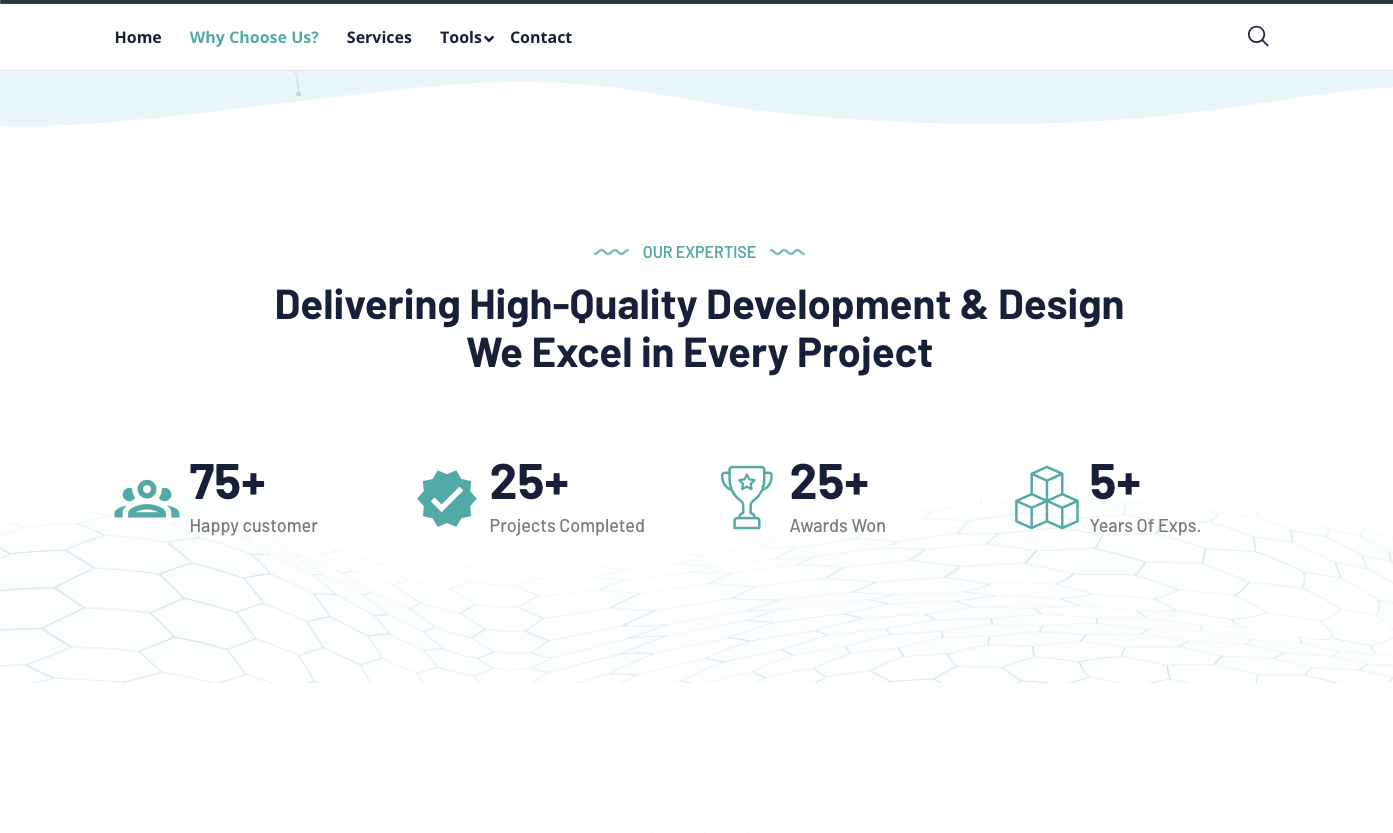 Home Why Choose Us? Services Tools Contact
OUR EXPERTISE
Delivering High-Quality Development & Design
We Excel in Every Project
75+
Happy customer
25+
Projects Completed
25+
Awards Won
5+
Years Of Exps.